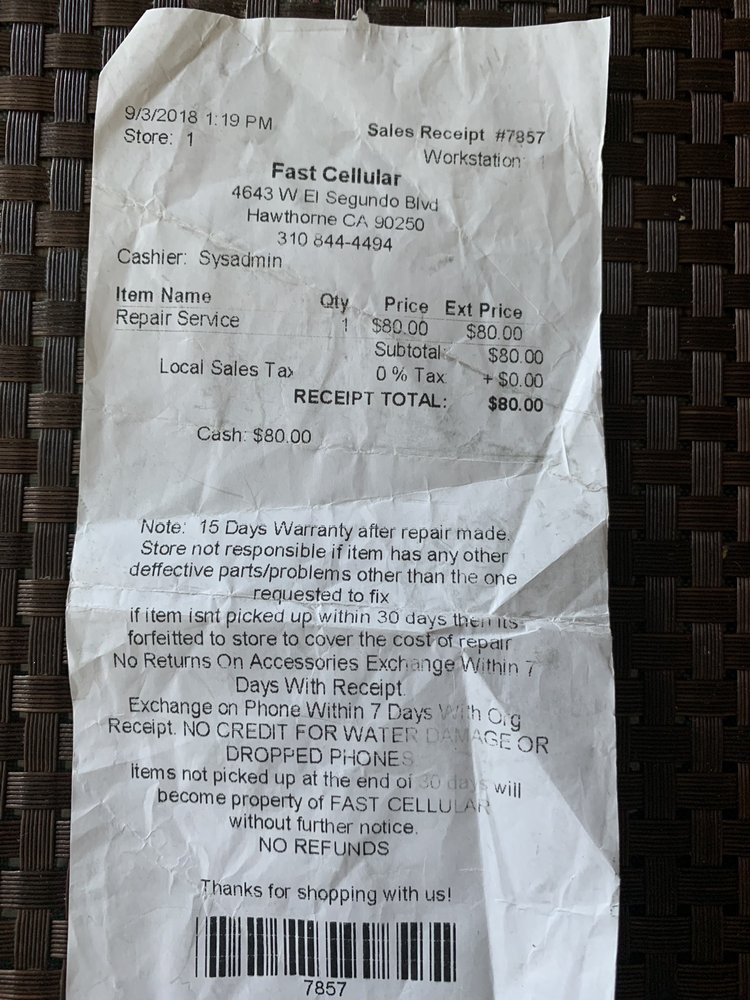 9/3/2018 1:19 PM
Store: 1
Sales Receipt #7857
Workstation: 1
Fast Cellular
4643 W El Segundo Blvd
Hawthorne CA 90250
310 844-4494
Cashier: Sysadmin
Item Name Qty Price Ext Price
Repair Service 1 $80.00 $80.00
Subtotal: $80.00
Local Sales Tax 0 % Tax: + $0.00
RECEIPT TOTAL: $80.00
Cash: $80.00
Note: 15 Days Warranty after repair made.
Store not responsible if item has any other
deffective parts/problems other than the one
requested to fix
if item isnt picked up within 30 days then its
forfeitted to store to cover the cost of repair
No Returns On Accessories Exchange Within 7
Days With Receipt.
Exchange on Phone Within 7 Days With Org
Receipt. NO CREDIT FOR WATER DAMAGE OR
DROPPED PHONES
Items not picked up at the end of 30 days will
become property of FAST CELLULAR
without further notice.
NO REFUNDS
Thanks for shopping with us!
7857